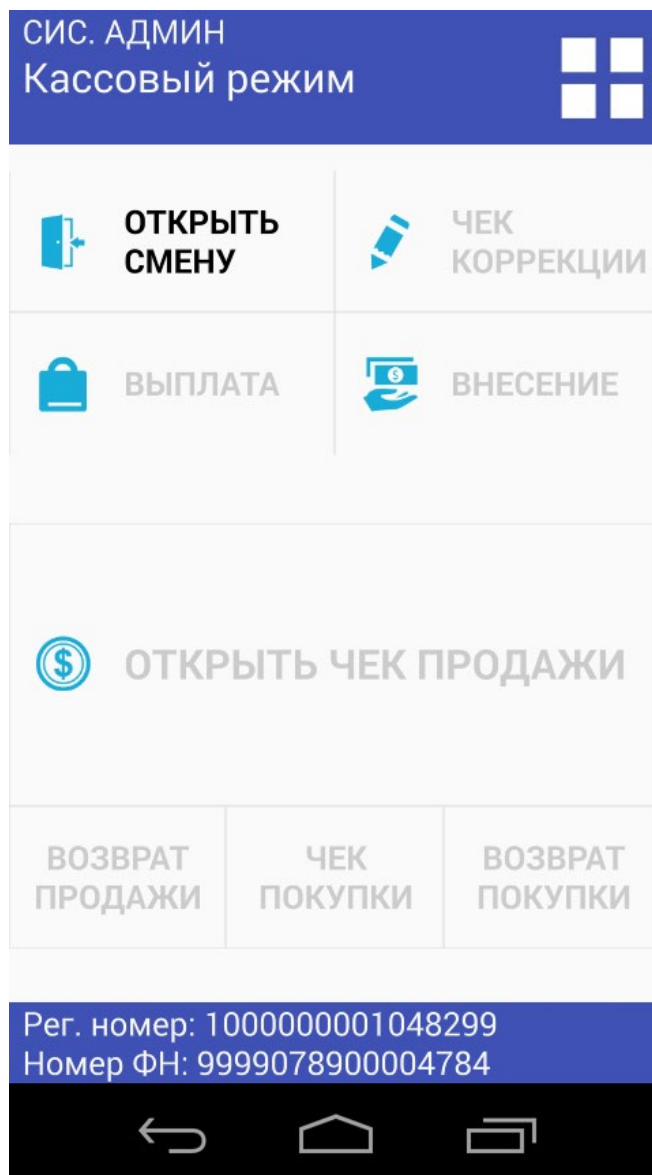 СИС. АДМИН
Кассовый режим
ОТКРЫТЬ
СМЕНУ
ЧЕК
КОРРЕКЦИИ
ВЫПЛАТА
ВНЕСЕНИЕ
ОТКРЫТЬ ЧЕК ПРОДАЖИ
ВОЗВРАТ
ПРОДАЖИ
ЧЕК
ПОКУПКИ
ВОЗВРАТ
ПОКУПКИ
Рег. номер: 1000000001048299
Номер ФН: 9999078900004784